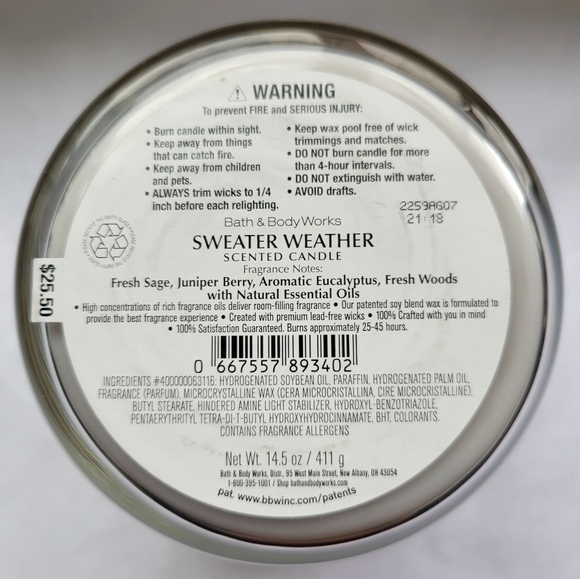 ⚠ WARNING
To prevent FIRE and SERIOUS INJURY:
• Burn candle within sight.
• Keep away from things
that can catch fire.
• Keep away from children
and pets.
• ALWAYS trim wicks to 1/4
inch before each relighting.
• Keep wax pool free of wick
trimmings and matches.
• DO NOT burn candle for more
than 4-hour intervals.
• DO NOT extinguish with water.
• AVOID drafts.
2259AG07
21:18
Bath & Body Works
SWEATER WEATHER
SCENTED CANDLE
Fragrance Notes:
Fresh Sage, Juniper Berry, Aromatic Eucalyptus, Fresh Woods
with Natural Essential Oils
• High concentrations of rich fragrance oils deliver room-filling fragrance • Our patented soy blend wax is formulated to
provide the best fragrance experience • Created with premium lead-free wicks • 100% Crafted with you in mind
• 100% Satisfaction Guaranteed. Burns approximately 25-45 hours.
$25.50
0 667557 893402
INGREDIENTS #400000063116: HYDROGENATED SOYBEAN OIL, PARAFFIN, HYDROGENATED PALM OIL,
FRAGRANCE (PARFUM), MICROCRYSTALLINE WAX (CERA MICROCRISTALLINA, CIRE MICROCRISTALLINE),
BUTYL STEARATE, HINDERED AMINE LIGHT STABILIZER, HYDROXYL-BENZOTRIAZOLE,
PENTAERYTHRITYL TETRA-DI-T-BUTYL HYDROXYHYDROCINNAMATE, BHT, COLORANTS.
CONTAINS FRAGRANCE ALLERGENS
Net Wt. 14.5 oz / 411 g
Bath & Body Works, Distr., 95 West Main Street, New Albany, OH 43054
1-800-395-1001 / Shop bathandbodyworks.com
pat. www.bbwinc.com/patents